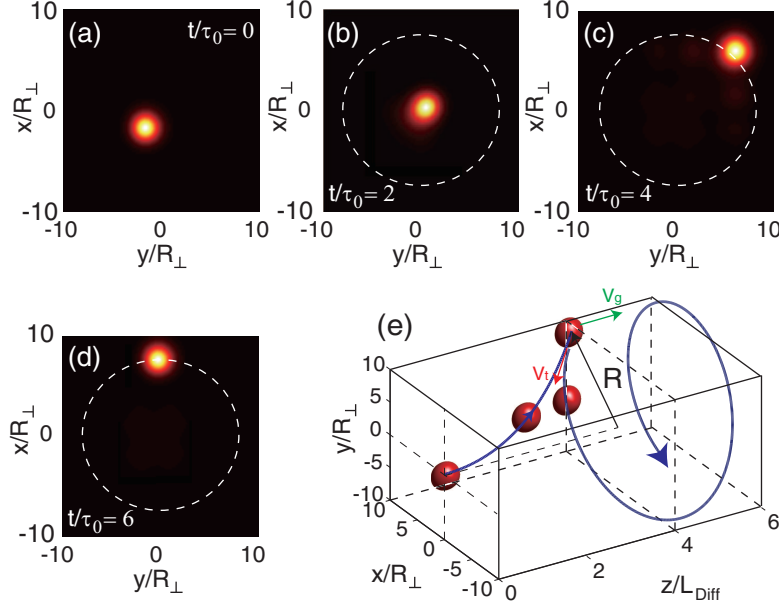 (a) t/τ₀= 0
x/R⊥
0
-10
-10 0 10
y/R⊥
(b)
10
x/R⊥
0
-10
t/τ₀= 2
-10 0 10
y/R⊥
(c)
10
x/R⊥
0
-10
t/τ₀= 4
-10 0 10
y/R⊥
(d)
10
x/R⊥
0
-10
t/τ₀= 6
-10 0 10
y/R⊥
(e)
Vg
Vt
R
y/R⊥
10
5
0
-5
-10
10
5
0
-5
-10
x/R⊥
0
2
4
6
z/LDiff